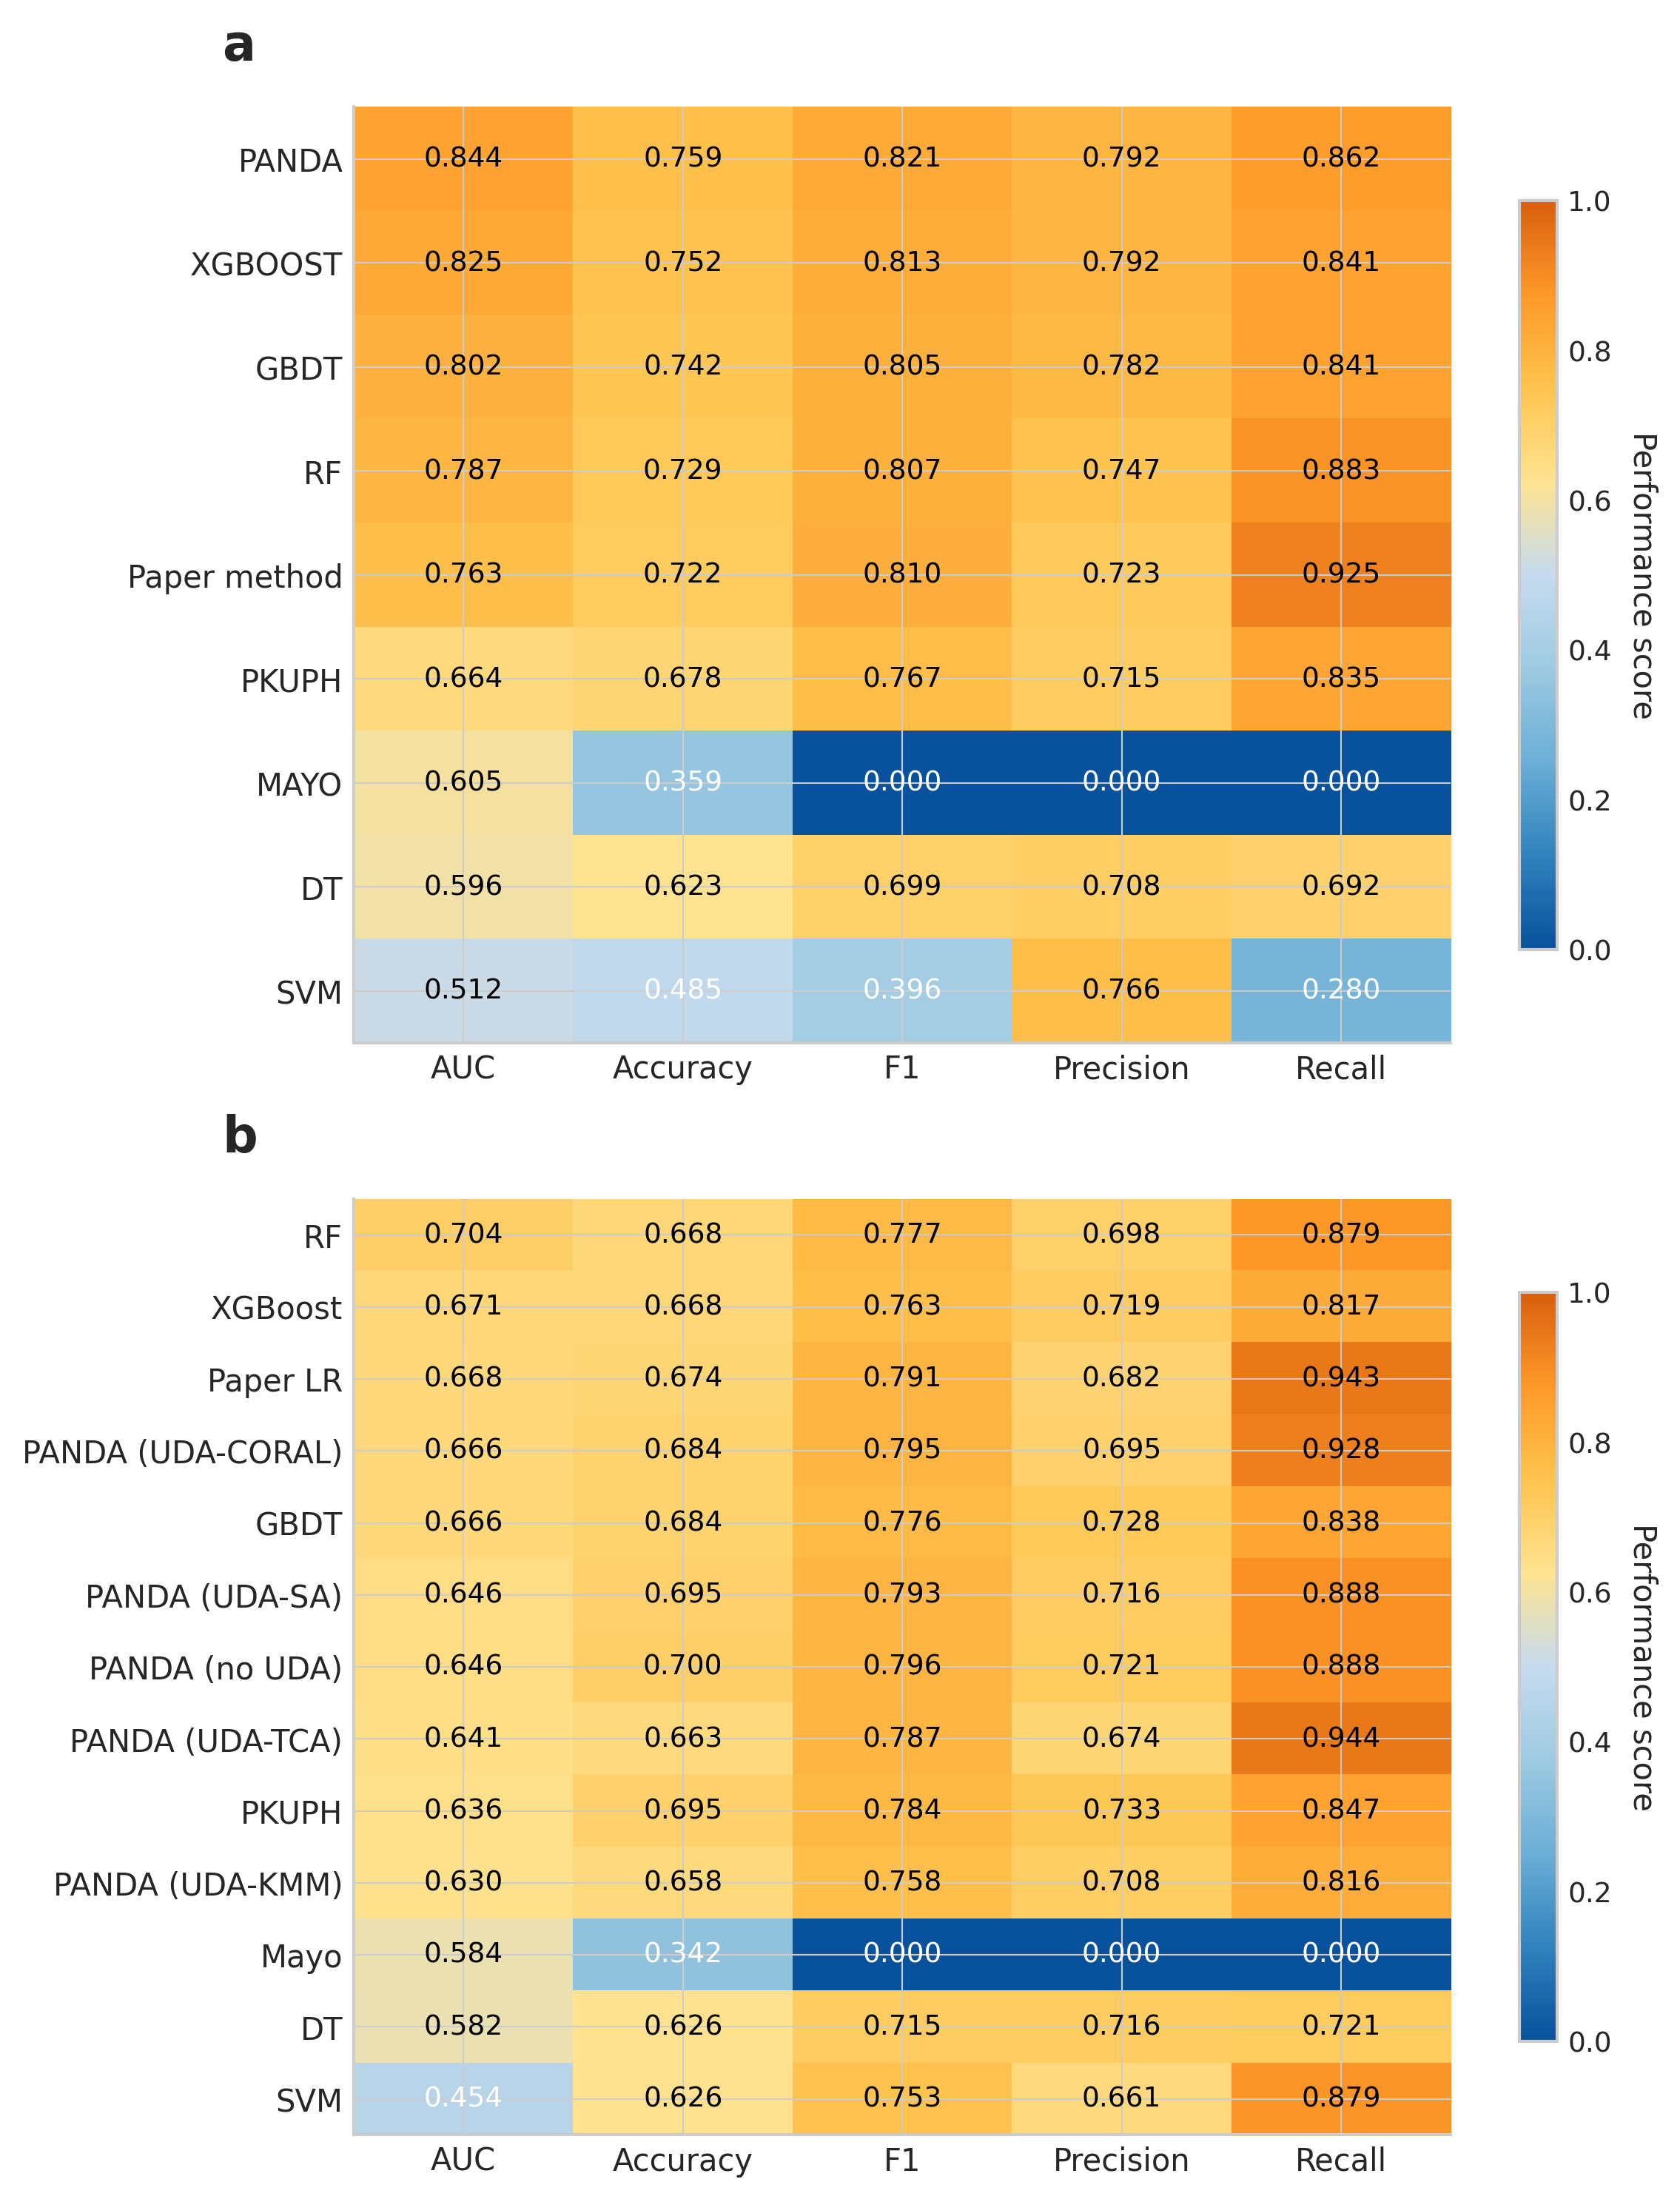 a
PANDA 0.844 0.759 0.821 0.792 0.862
XGBOOST 0.825 0.752 0.813 0.792 0.841
GBDT 0.802 0.742 0.805 0.782 0.841
RF 0.787 0.729 0.807 0.747 0.883
Paper method 0.763 0.722 0.810 0.723 0.925
PKUPH 0.664 0.678 0.767 0.715 0.835
MAYO 0.605 0.359 0.000 0.000 0.000
DT 0.596 0.623 0.699 0.708 0.692
SVM 0.512 0.485 0.396 0.766 0.280
AUC Accuracy F1 Precision Recall
1.0
0.8
0.6
0.4
0.2
0.0
Performance score
b
RF 0.704 0.668 0.777 0.698 0.879
XGBoost 0.671 0.668 0.763 0.719 0.817
Paper LR 0.668 0.674 0.791 0.682 0.943
PANDA (UDA-CORAL) 0.666 0.684 0.795 0.695 0.928
GBDT 0.666 0.684 0.776 0.728 0.838
PANDA (UDA-SA) 0.646 0.695 0.793 0.716 0.888
PANDA (no UDA) 0.646 0.700 0.796 0.721 0.888
PANDA (UDA-TCA) 0.641 0.663 0.787 0.674 0.944
PKUPH 0.636 0.695 0.784 0.733 0.847
PANDA (UDA-KMM) 0.630 0.658 0.758 0.708 0.816
Mayo 0.584 0.342 0.000 0.000 0.000
DT 0.582 0.626 0.715 0.716 0.721
SVM 0.454 0.626 0.753 0.661 0.879
AUC Accuracy F1 Precision Recall
1.0
0.8
0.6
0.4
0.2
0.0
Performance score